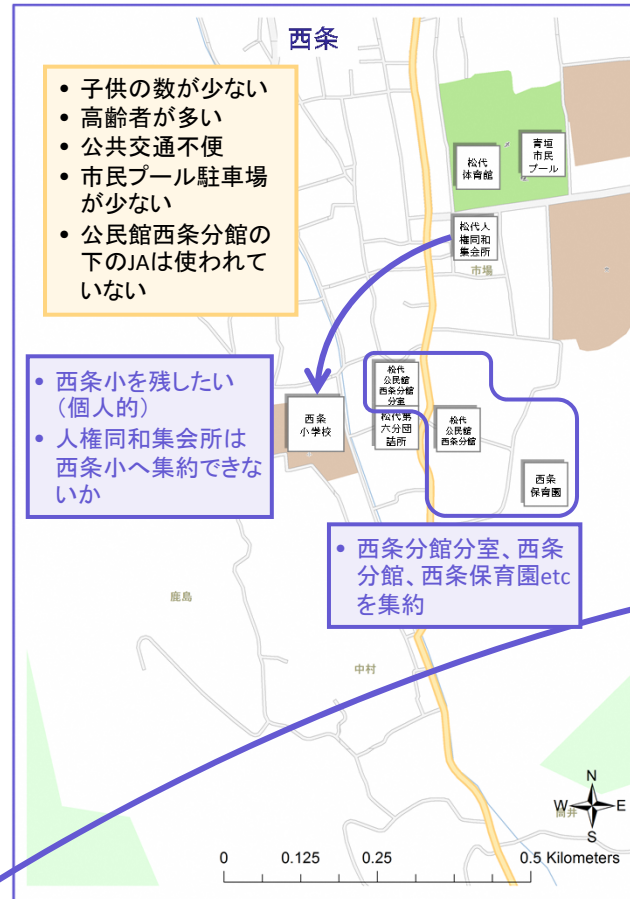 西条
• 子供の数が少ない
• 高齢者が多い
• 公共交通不便
• 市民プール駐車場
が少ない
• 公民館西条分館の
下のJAは使われて
いない
松代
体育館
青垣
市民
プール
松代人
権同和
集会所
市場
• 西条小を残したい
（個人的）
• 人権同和集会所は
西条小へ集約できな
いか
西条
小学校
松代
公民館
西条分館
分室
松代第
六分団
詰所
松代
公民館
西条分館
西条
保育園
• 西条分館分室、西条
分館、西条保育園etc
を集約
鹿島
中村
筒井
N
W
E
S
0 0.125 0.25 0.5 Kilometers